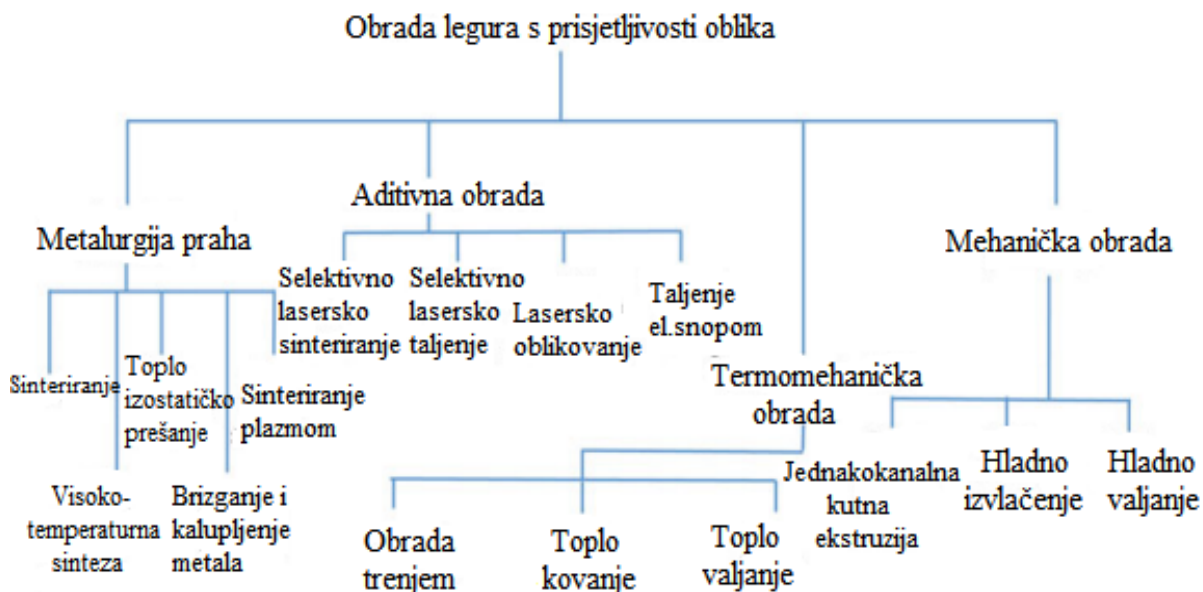 Obrada legura s prisjetljivosti oblika
Aditivna obrada
Metalurgija praha
Mehanička obrada
Selektivno
lasersko
sinteriranje
Selektivno
lasersko
taljenje
Lasersko
oblikovanje
Taljenje
el.snopom
Sinteriranje
Toplo
izostatičko
prešanje
Sinteriranje
plazmom
Termomehanička
obrada
Visoko-
temperaturna
sinteza
Brizganje i
kalupljenje
metala
Jednakokanalna
kutna
ekstruzija
Hladno
izvlačenje
Hladno
valjanje
Obrada
trenjem
Toplo
kovanje
Toplo
valjanje